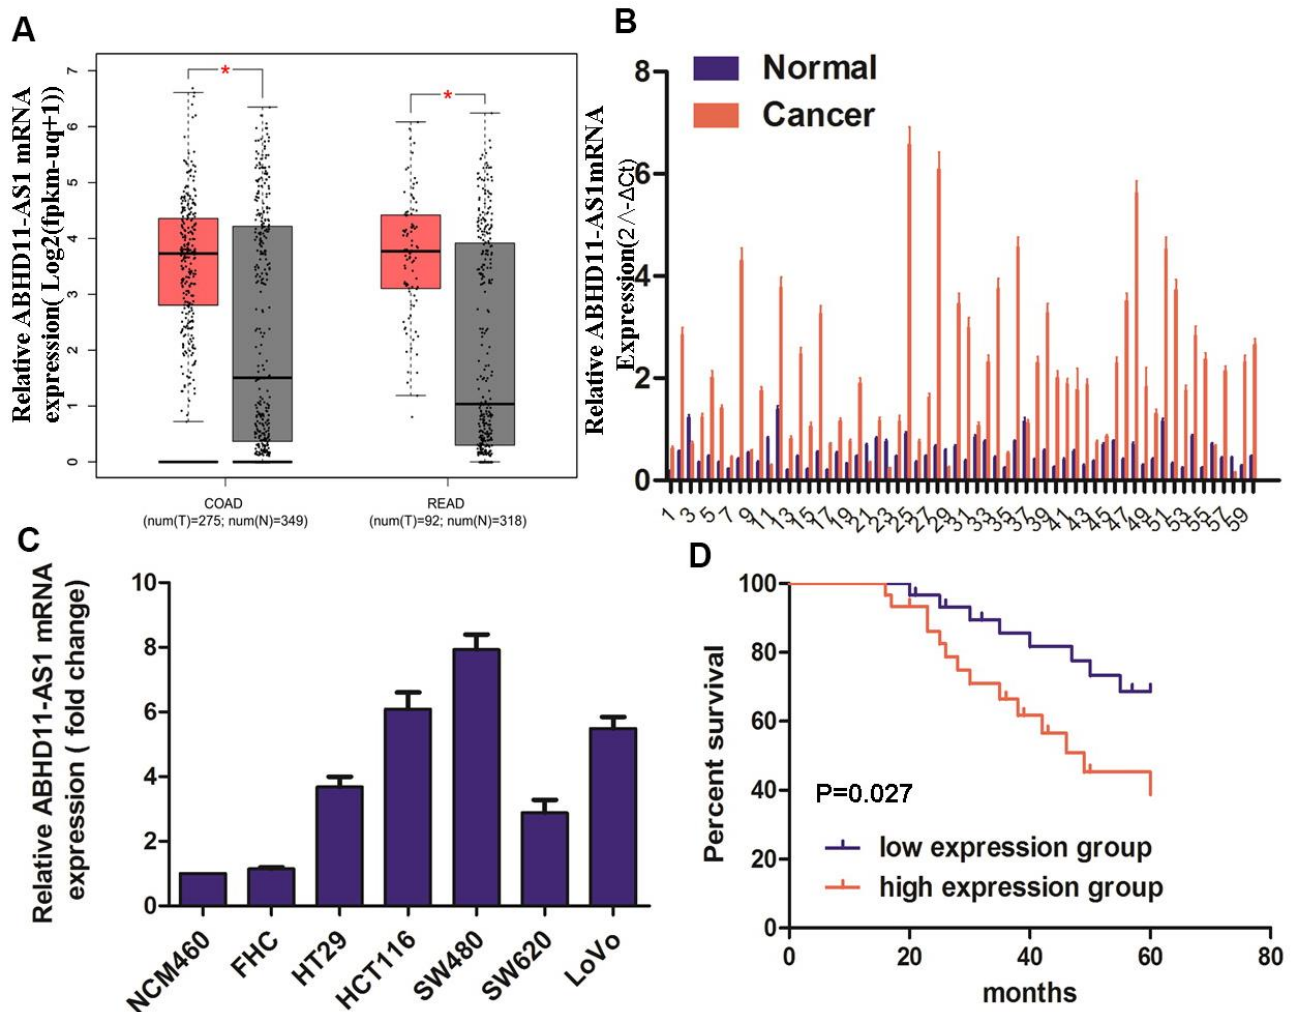 A
Relative ABHD11-AS1 mRNA
expression( Log2(fpkm-uq+1))
7
6
5
4
3
2
1
0
*
*
COAD
(num(T)=275; num(N)=349)
READ
(num(T)=92; num(N)=318)
B
Relative ABHD11-AS1mRNA
Expression(2^-ΔCt)
8
6
4
2
0
Normal
Cancer
1 3 5 7 9 11 13 15 17 19 21 23 25 27 29 31 33 35 37 39 41 43 45 47 49 51 53 55 57 59
C
Relative ABHD11-AS1 mRNA
expression ( fold change)
10
8
6
4
2
0
NCM460 FHC HT29 HCT116 SW480 SW620 LoVo
D
Percent survival
100
80
60
40
20
0
P=0.027
low expression group
high expression group
0 20 40 60 80
months